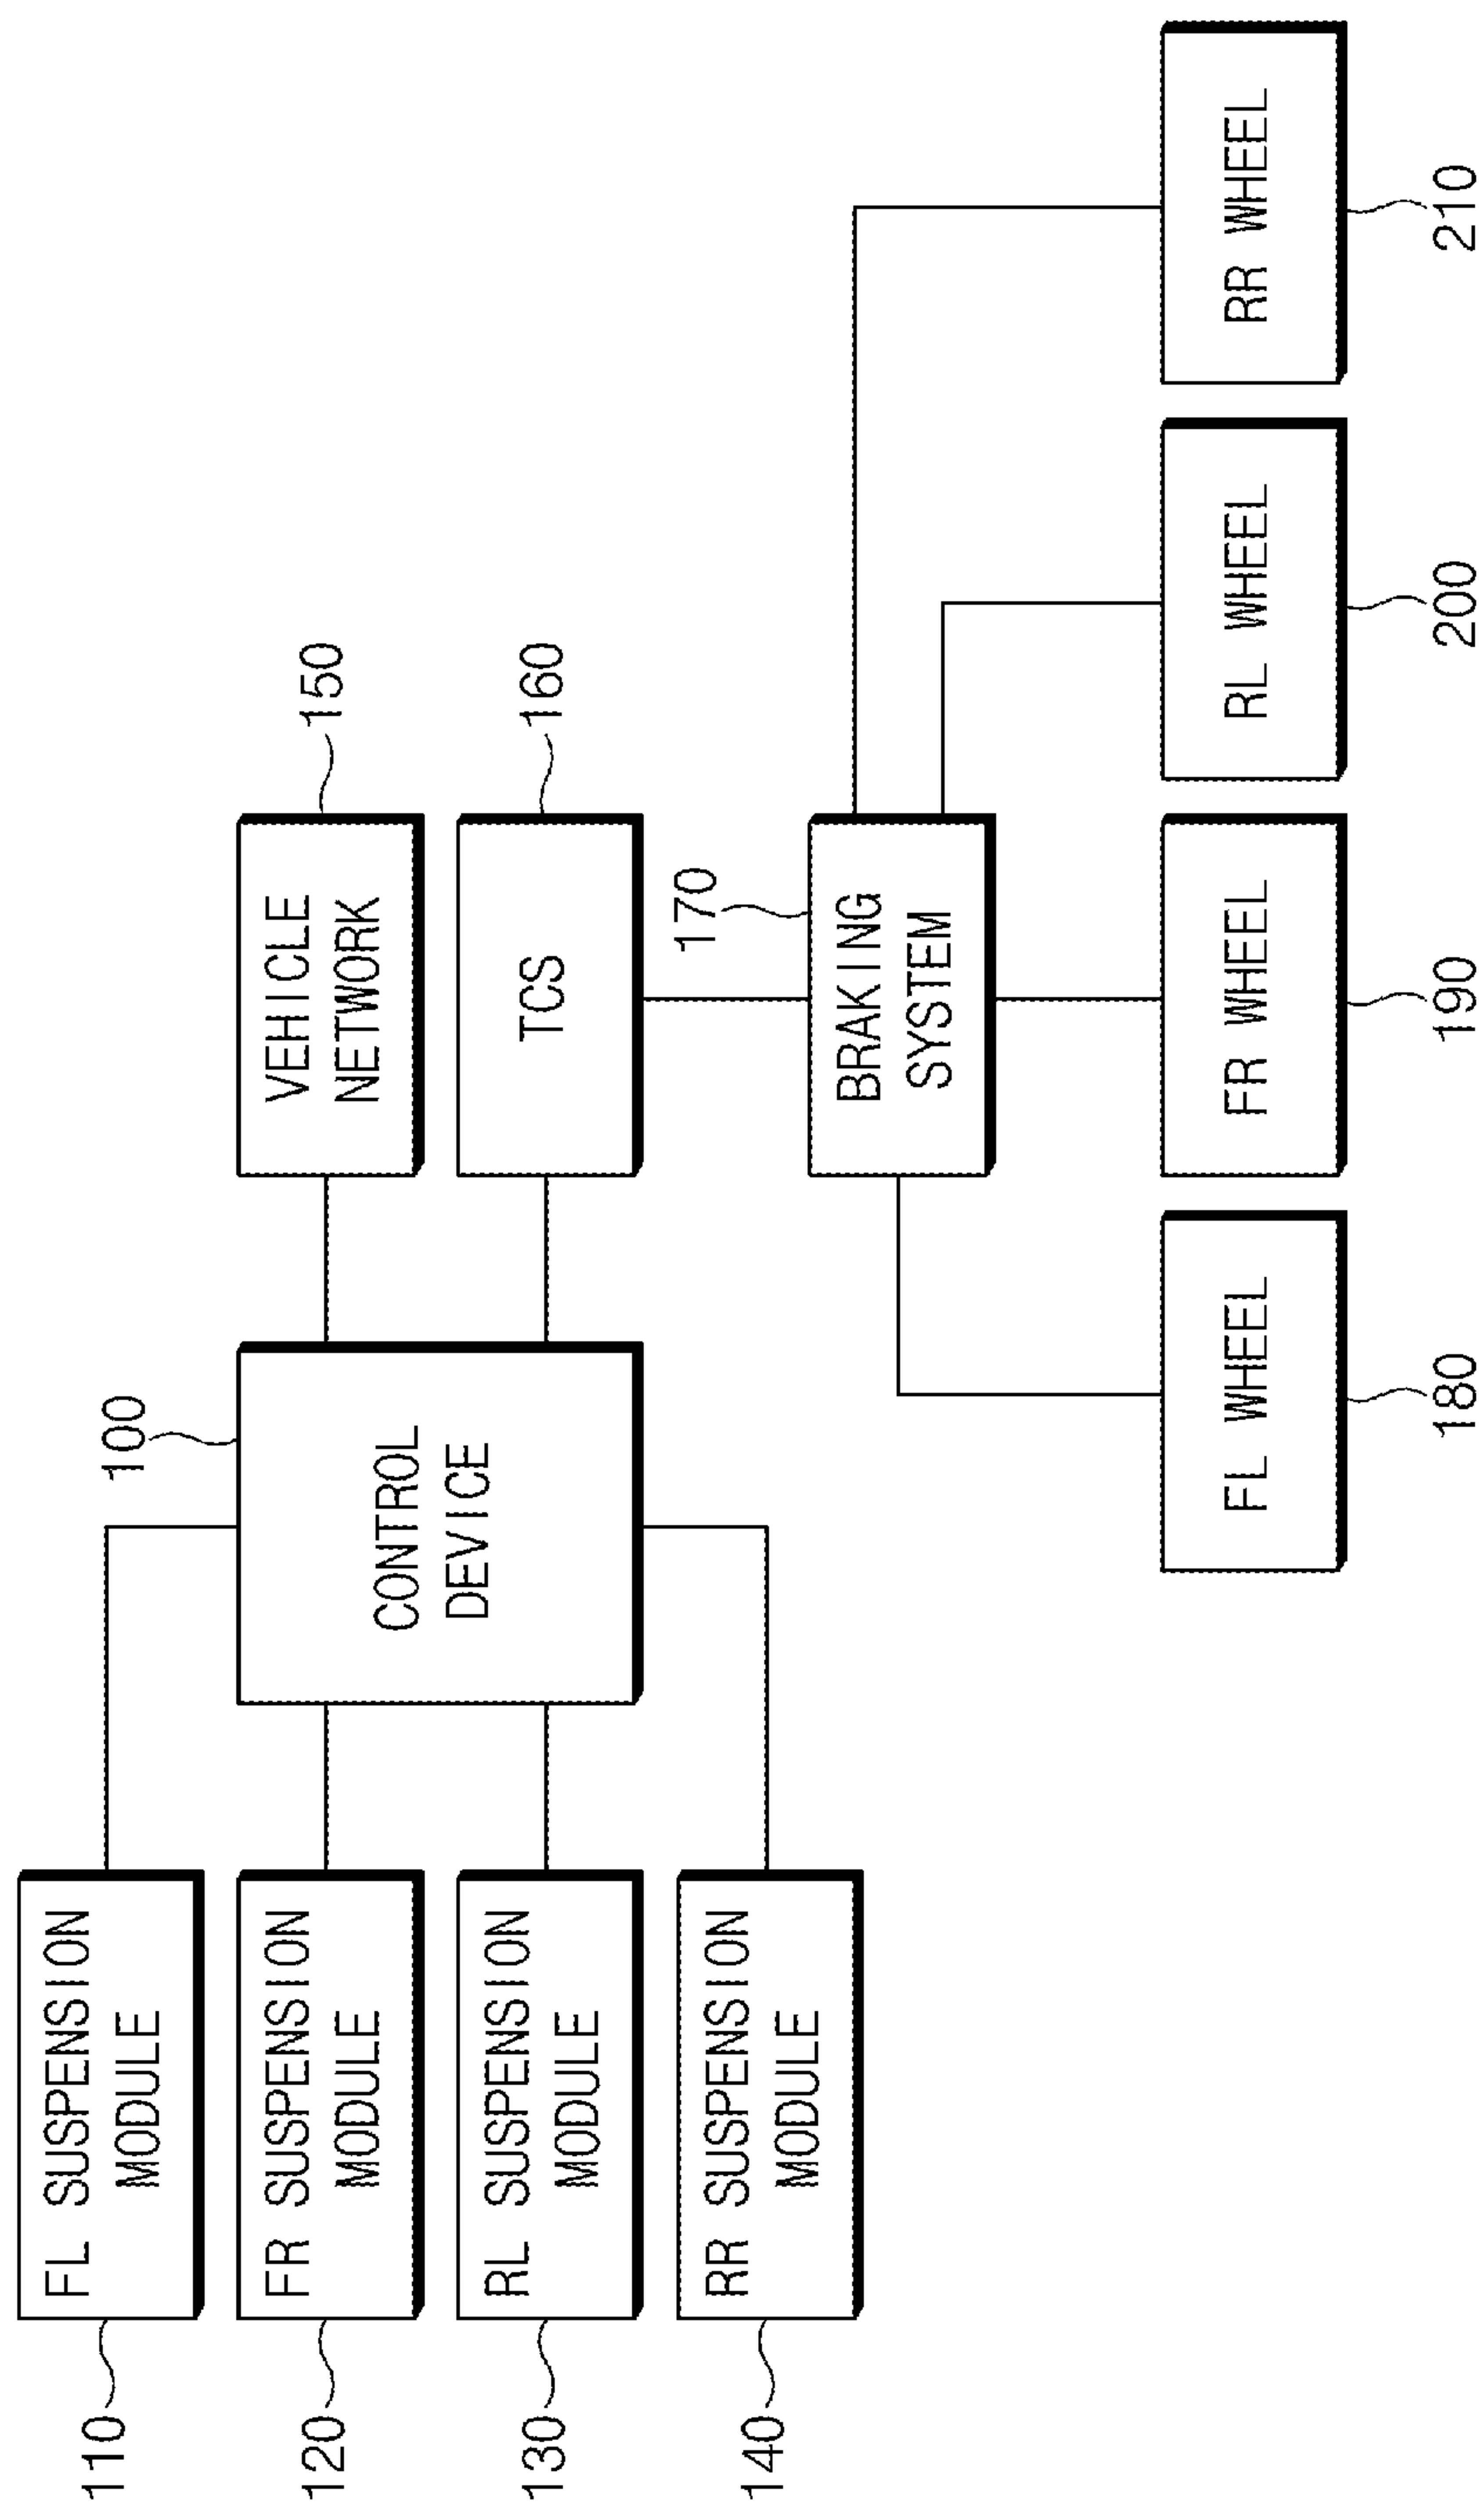 110
FL SUSPENSION
MODULE
120
FR SUSPENSION
MODULE
130
RL SUSPENSION
MODULE
140
RR SUSPENSION
MODULE
100
CONTROL
DEVICE
VEHICLE
NETWORK
150
TCS
160
170
BRAKING
SYSTEM
FL WHEEL
180
FR WHEEL
190
RL WHEEL
200
RR WHEEL
210